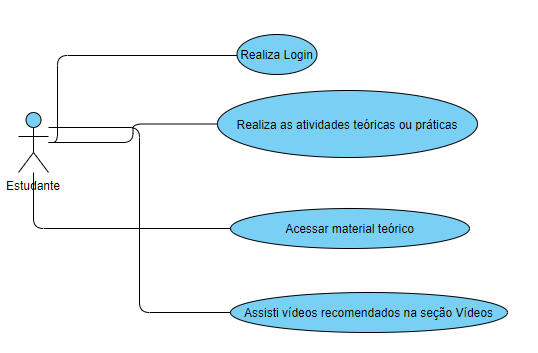 Realiza Login
Realiza as atividades teóricas ou práticas
Estudante
Acessar material teórico
Assisti vídeos recomendados na seção Vídeos